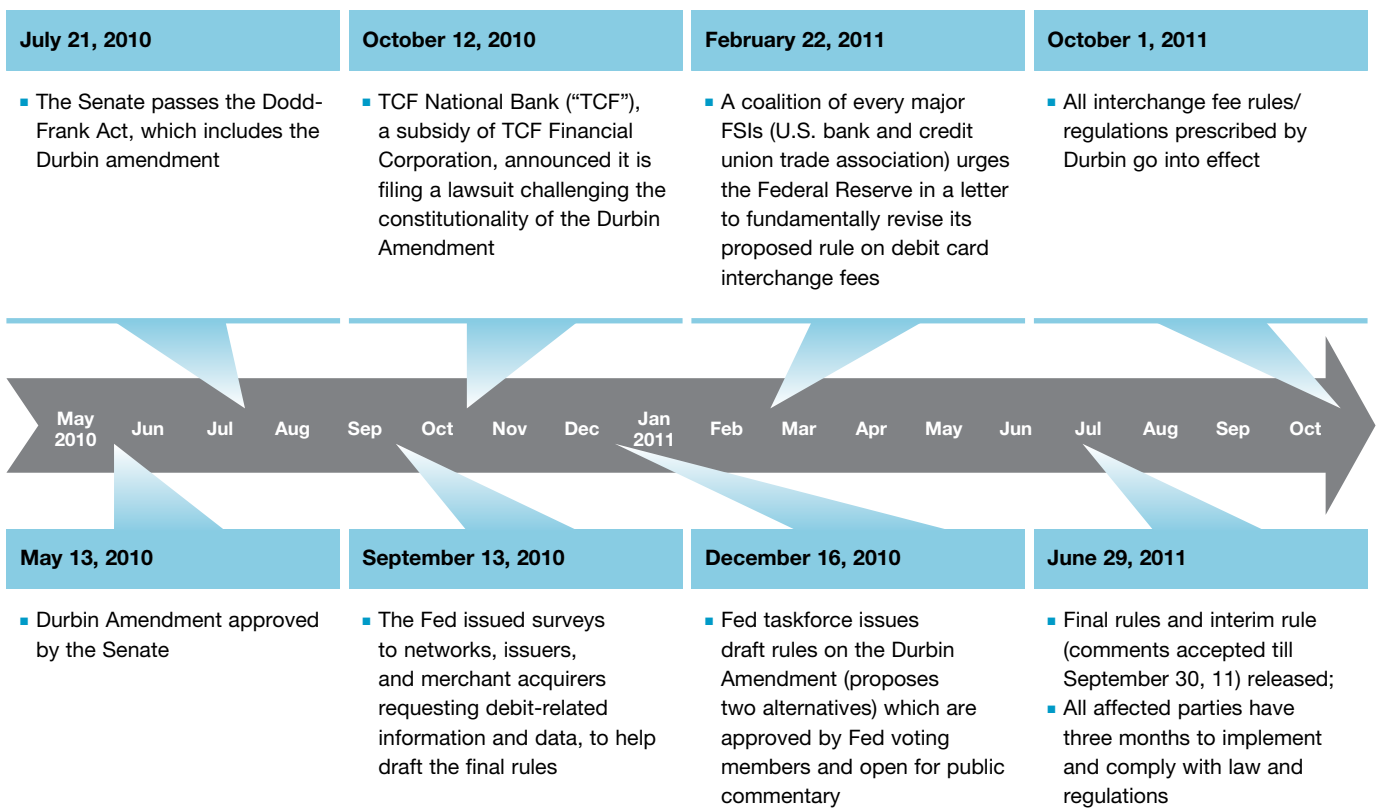 July 21, 2010
The Senate passes the Dodd-
Frank Act, which includes the
Durbin amendment
October 12, 2010
TCF National Bank (“TCF”),
a subsidy of TCF Financial
Corporation, announced it is
filing a lawsuit challenging the
constitutionality of the Durbin
Amendment
February 22, 2011
A coalition of every major
FSIs (U.S. bank and credit
union trade association) urges
the Federal Reserve in a letter
to fundamentally revise its
proposed rule on debit card
interchange fees
October 1, 2011
All interchange fee rules/
regulations prescribed by
Durbin go into effect
May
2010
Jun
Jul
Aug
Sep
Oct
Nov
Dec
Jan
2011
Feb
Mar
Apr
May
Jun
Jul
Aug
Sep
Oct
May 13, 2010
Durbin Amendment approved
by the Senate
September 13, 2010
The Fed issued surveys
to networks, issuers,
and merchant acquirers
requesting debit-related
information and data, to help
draft the final rules
December 16, 2010
Fed taskforce issues
draft rules on the Durbin
Amendment (proposes
two alternatives) which are
approved by Fed voting
members and open for public
commentary
June 29, 2011
Final rules and interim rule
(comments accepted till
September 30, 11) released;
All affected parties have
three months to implement
and comply with law and
regulations